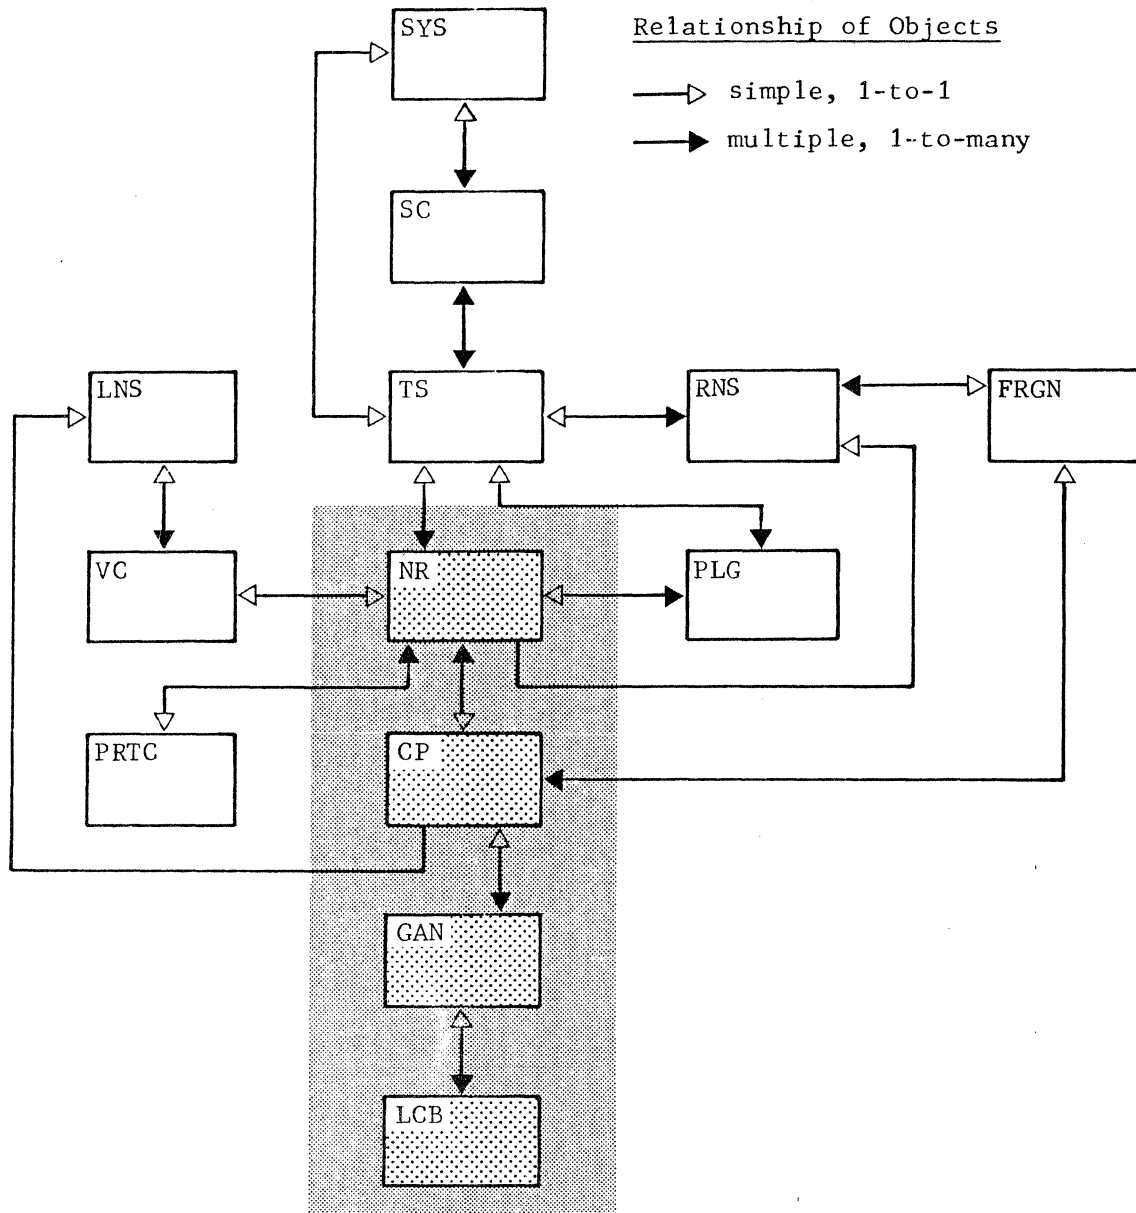 SYS
Relationship of Objects
simple, 1-to-1
multiple, 1-to-many
SC
LNS
TS
RNS
FRGN
VC
NR
PLG
PRTC
CP
GAN
LCB